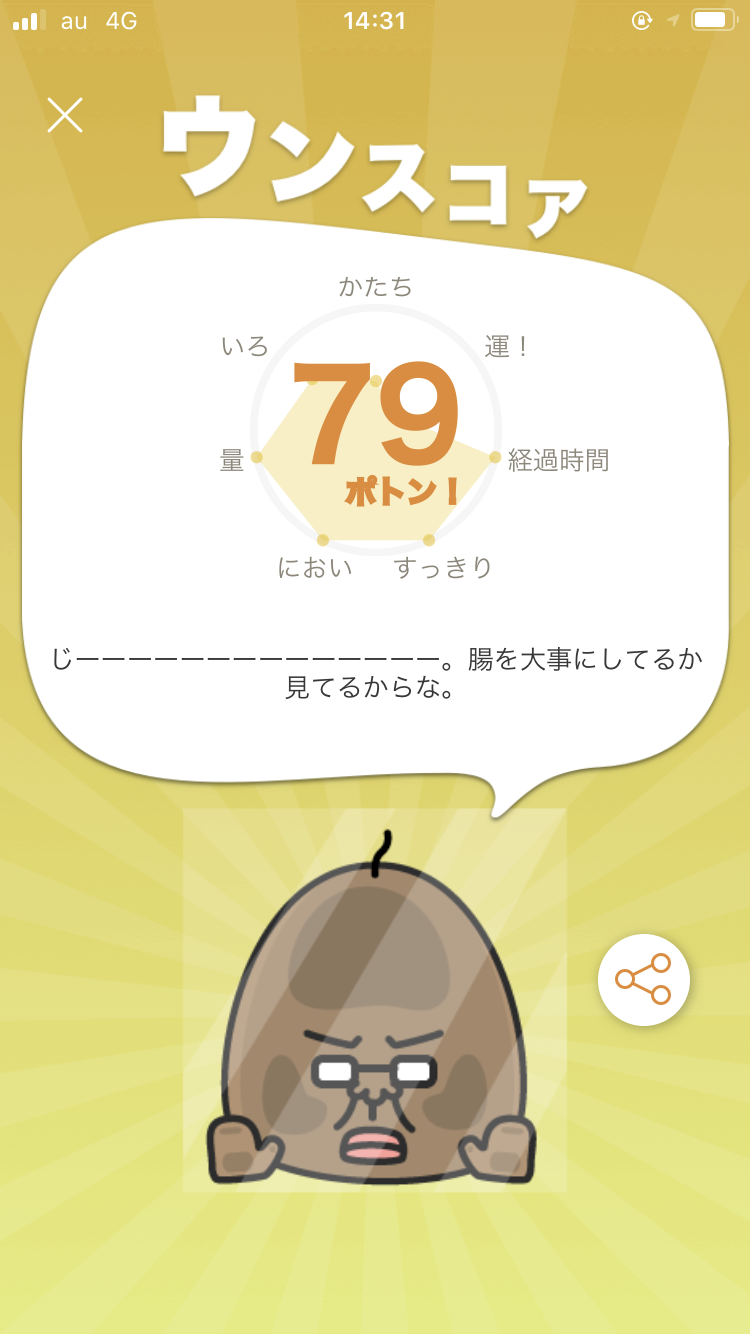 au 4G 14:31
ウンスコア
かたち
いろ
運！
79
量
経過時間
ポトン！
におい
すっきり
じーーーーーーーーーーーーーー。腸を大事にしてるか
見てるからな。